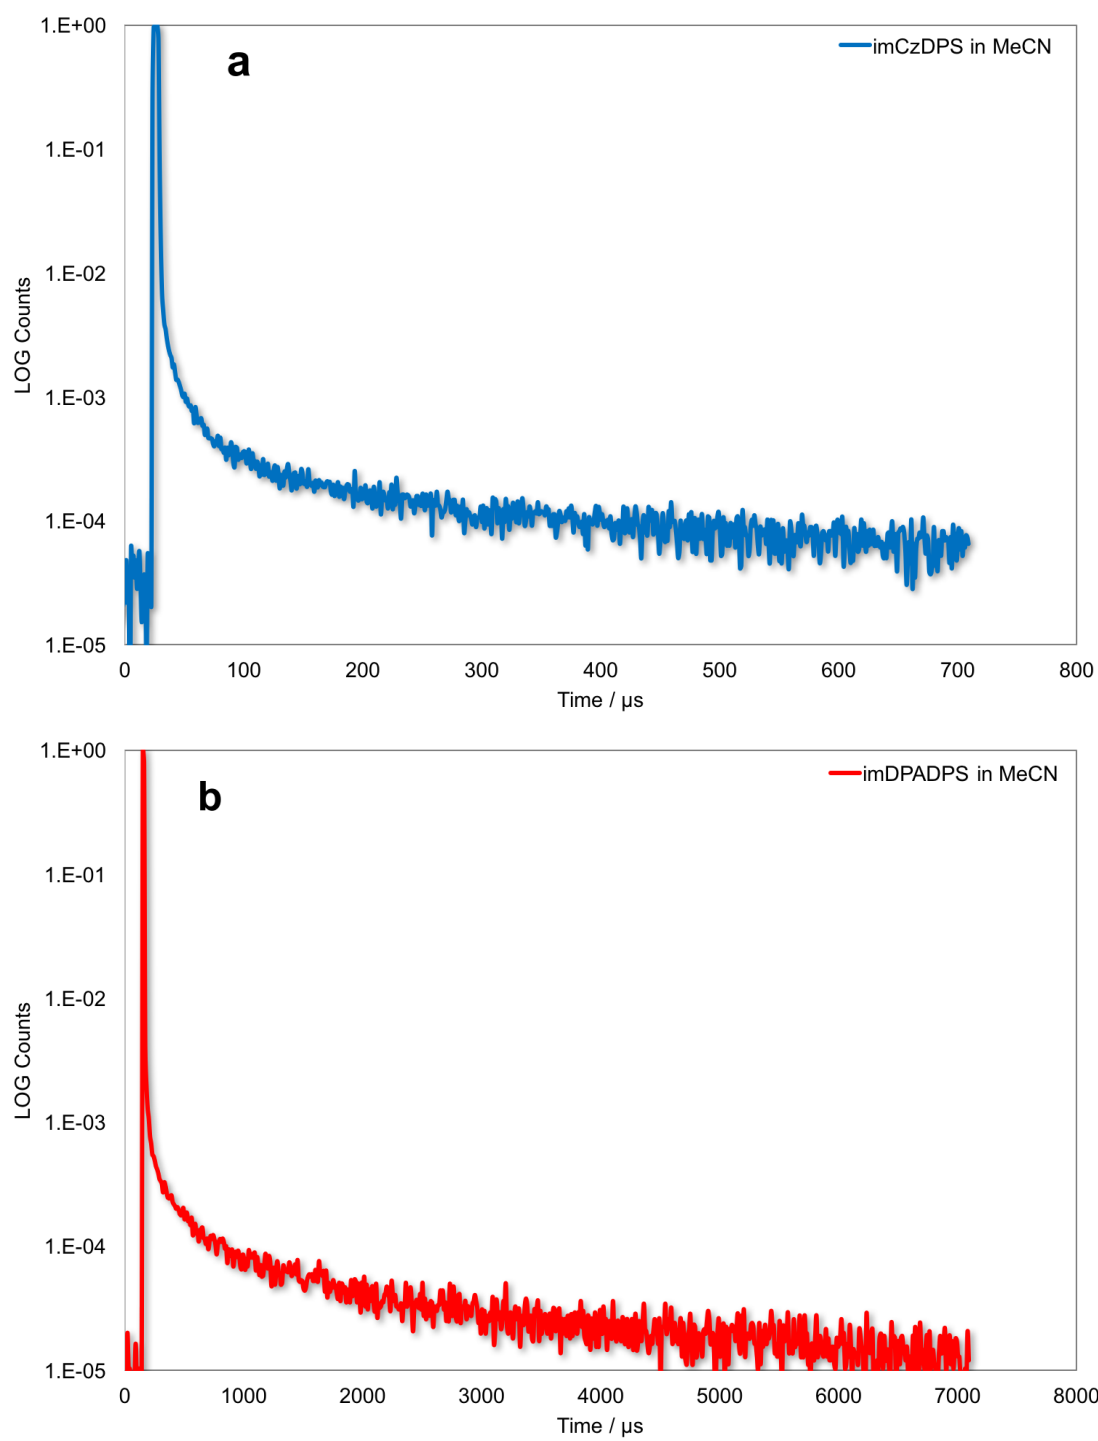 1.E+00
a
imCzDPS in MeCN
1.E-01
1.E-02
LOG Counts
1.E-03
1.E-04
1.E-05
0 100 200 300 400 500 600 700 800
Time / µs
1.E+00
b
imDPADPS in MeCN
1.E-01
1.E-02
LOG Counts
1.E-03
1.E-04
1.E-05
0 1000 2000 3000 4000 5000 6000 7000 8000
Time / µs